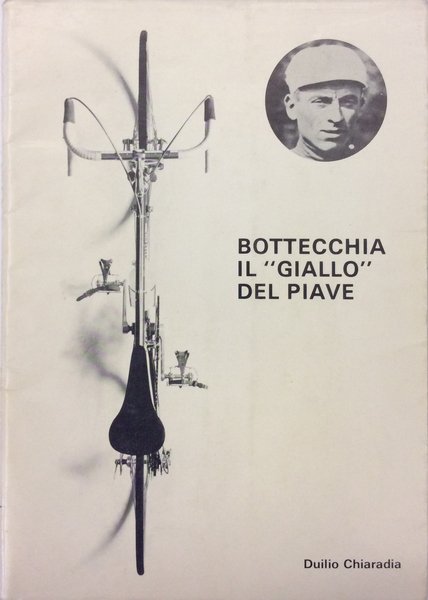 BOTTECCHIA
IL "GIALLO"
DEL PIAVE
Duilio Chiaradia